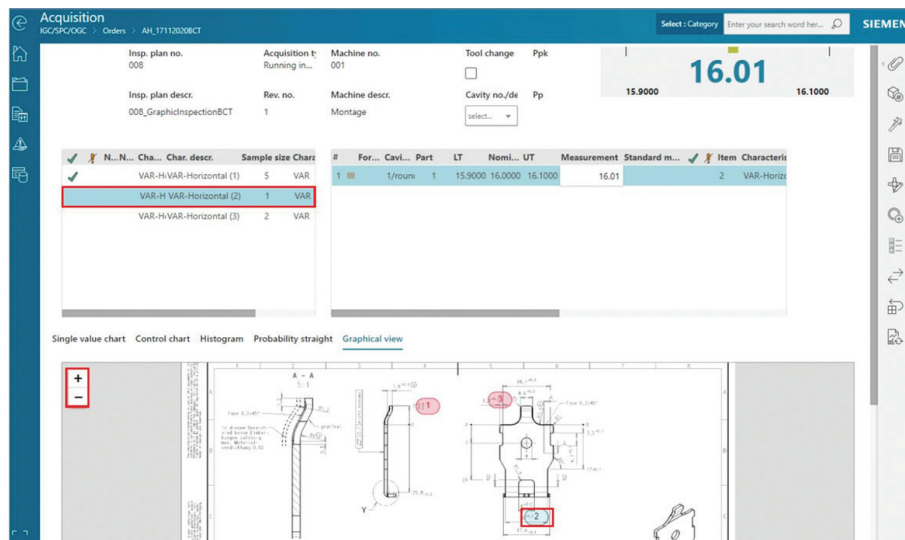 Acquisition
IGC/SPC/OGC > Orders > AH_17112020BCT
Select : Category
Enter your search word her...
SIEMEN
Insp. plan no.
008
Acquisition ty
Running in...
Machine no.
001
Tool change
Ppk
Insp. plan descr.
008_GraphicInspectionBCT
Rev. no.
1
Machine descr.
Montage
Cavity no./de
select...
Pp
16.01
15.9000
16.1000
N... N... Cha... Char. descr. Sample size Chara
VAR-H VAR-Horizontal (1) 5 VAR
VAR-H VAR-Horizontal (2) 1 VAR
VAR-H VAR-Horizontal (3) 2 VAR
# For... Cavi... Part LT Nomi... UT Measurement Standard m... Item Characteris
1 1/roun 1 15.9000 16.0000 16.1000 16.01 2 VAR-Horizo
Single value chart Control chart Histogram Probability straight Graphical view
+
−
A - A
5:1
1
3
2
Y